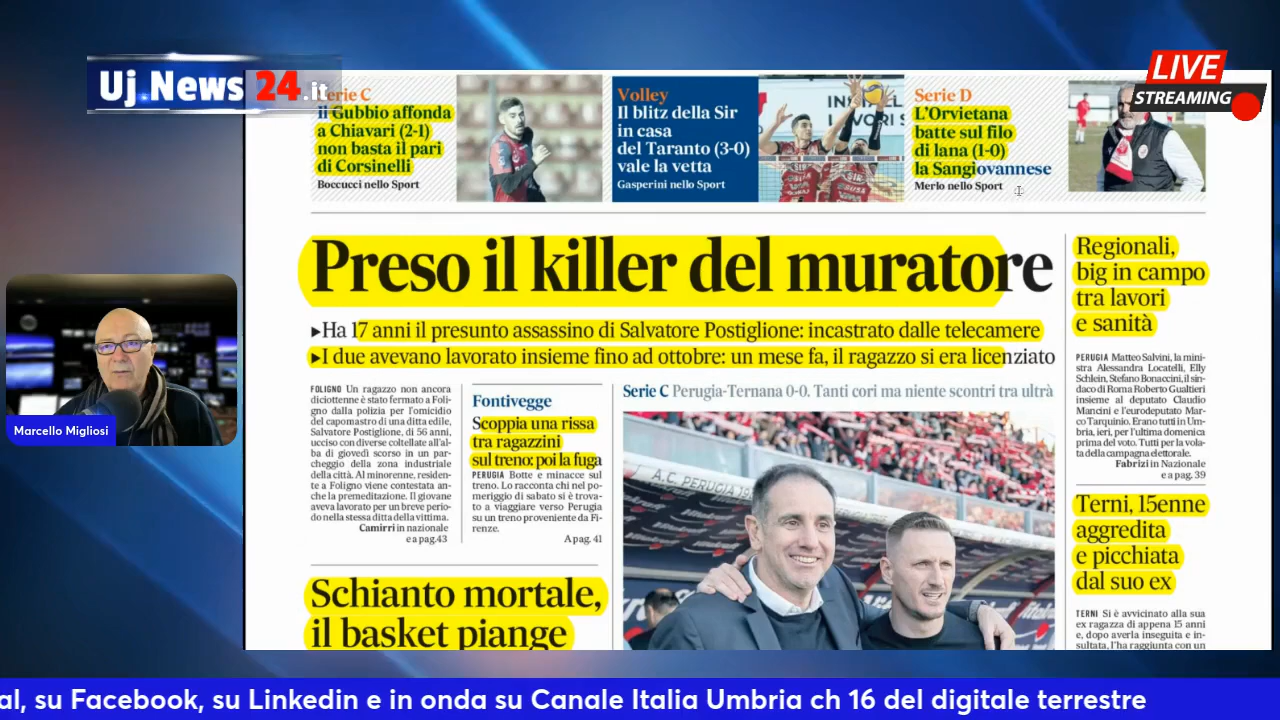 Uj.News 24.it
LIVE
STREAMING
Serie C
il Gubbio affonda
a Chiavari (2-1)
non basta il pari
di Corsinelli
Boccucci nello Sport
Volley
Il blitz della Sir
in casa
del Taranto (3-0)
vale la vetta
Gasperini nello Sport
Serie D
L'Orvietana
batte sul filo
di lana (1-0)
la Sangiovannese
Merlo nello Sport
Preso il killer del muratore
▸Ha 17 anni il presunto assassino di Salvatore Postiglione: incastrato dalle telecamere
▸I due avevano lavorato insieme fino ad ottobre: un mese fa, il ragazzo si era licenziato
FOLIGNO Un ragazzo non ancora
diciottenne è stato fermato a Foli-
gno dalla polizia per l'omicidio
del capomastro di una ditta edile,
Salvatore Postiglione, di 56 anni,
ucciso con diverse coltellate all'al-
ba di giovedì scorso in un par-
cheggio della zona industriale
della città. Al minorenne, residen-
te a Foligno viene contestata an-
che la premeditazione. Il giovane
aveva lavorato per un breve perio-
do nella stessa ditta della vittima.
Camirri in nazionale
e a pag.43
Fontivegge
Scoppia una rissa
tra ragazzini
sul treno: poi la fuga
PERUGIA Botte e minacce sul
treno. Lo racconta chi nel po-
meriggio di sabato si è trova-
to a viaggiare verso Perugia
su un treno proveniente da Fi-
renze.
A pag. 41
Schianto mortale,
il basket piange
Serie C Perugia-Ternana 0-0. Tanti cori ma niente scontri tra ultrà
A.C. PERUGIA 19
Regionali,
big in campo
tra lavori
e sanità
PERUGIA Matteo Salvini, la mini-
stra Alessandra Locatelli, Elly
Schlein, Stefano Bonaccini, il sin-
daco di Roma Roberto Gualtieri
insieme al deputato Claudio
Mancini e l'eurodeputato Mar-
co Tarquinio. Erano tutti in Um-
bria, ieri, per l'ultima domenica
prima del voto. Tutti per la vola-
ta della campagna elettorale.
Fabrizi in Nazionale
e a pag. 39
Terni, 15enne
aggredita
e picchiata
dal suo ex
TERNI Si è avvicinato alla sua
ex ragazza di appena 15 anni
e, dopo averla inseguita e in-
sultata, l'ha raggiunta con un
Marcello Migliosi
al, su Facebook, su Linkedin e in onda su Canale Italia Umbria ch 16 del digitale terrestre